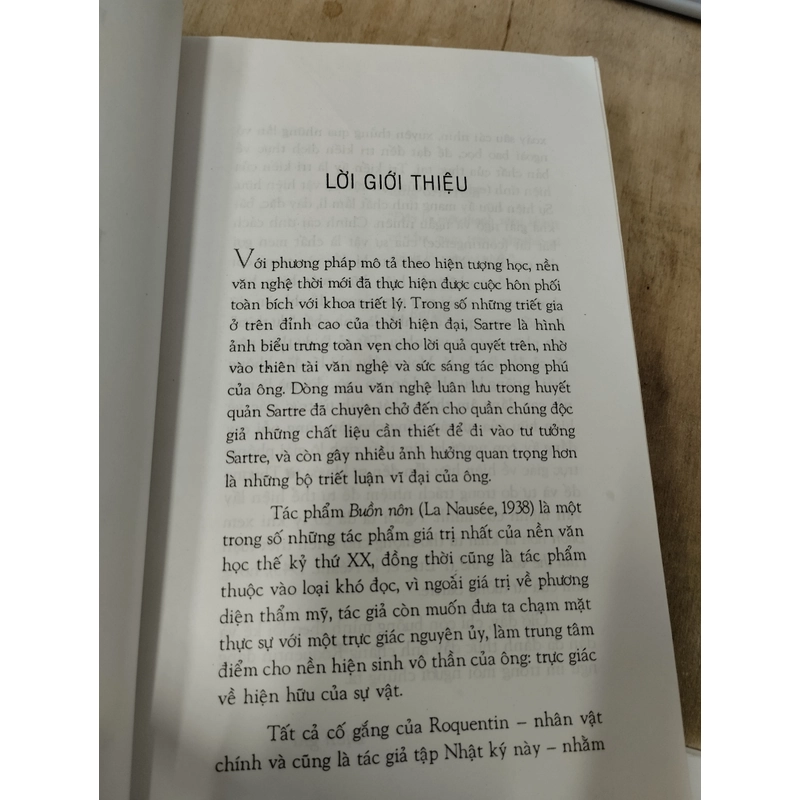 LỜI GIỚI THIỆU
Với phương pháp mô tả theo hiện tượng học, nền
văn nghệ thời mới đã thực hiện được cuộc hôn phối
toàn bích với khoa triết lý. Trong số những triết gia
ở trên đỉnh cao của thời hiện đại, Sartre là hình
ảnh biểu trưng toàn vẹn cho lời quả quyết trên, nhờ
vào thiên tài văn nghệ và sức sáng tác phong phú
của ông. Dòng máu văn nghệ luân lưu trong huyết
quản Sartre đã chuyên chở đến cho quần chúng độc
giả những chất liệu cần thiết để đi vào tư tưởng
Sartre, và còn gây nhiều ảnh hưởng quan trọng hơn
là những bộ triết luận vĩ đại của ông.
Tác phẩm Buồn nôn (La Nausée, 1938) là một
trong số những tác phẩm giá trị nhất của nền văn
học thế kỷ thứ XX, đồng thời cũng là tác phẩm
thuộc vào loại khó đọc, vì ngoài giá trị về phương
diện thẩm mỹ, tác giả còn muốn đưa ta chạm mặt
thực sự với một trực giác nguyên ủy, làm trung tâm
điểm cho nền hiện sinh vô thần của ông: trực giác
về hiện hữu của sự vật.
Tất cả cố gắng của Roquentin – nhân vật
chính và cũng là tác giả tập Nhật ký này – nhằm